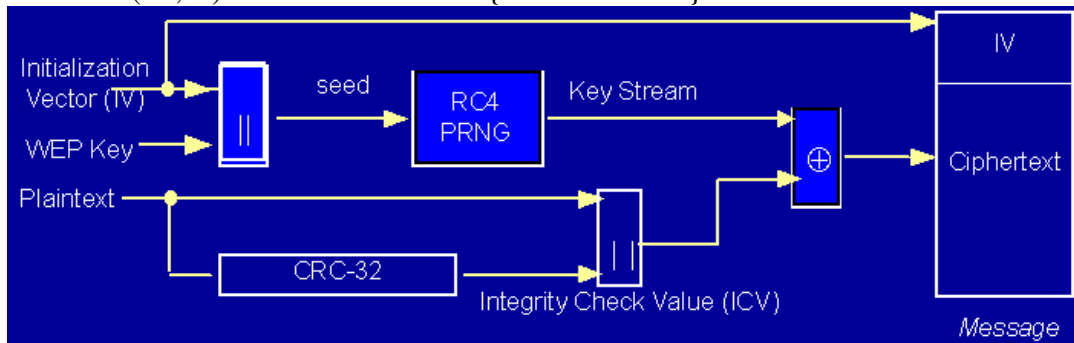 IV
Initialization
Vector (IV)
seed
RC4
PRNG
Key Stream
||
WEP Key
⊕
Ciphertext
Plaintext
||
CRC-32
Integrity Check Value (ICV)
Message